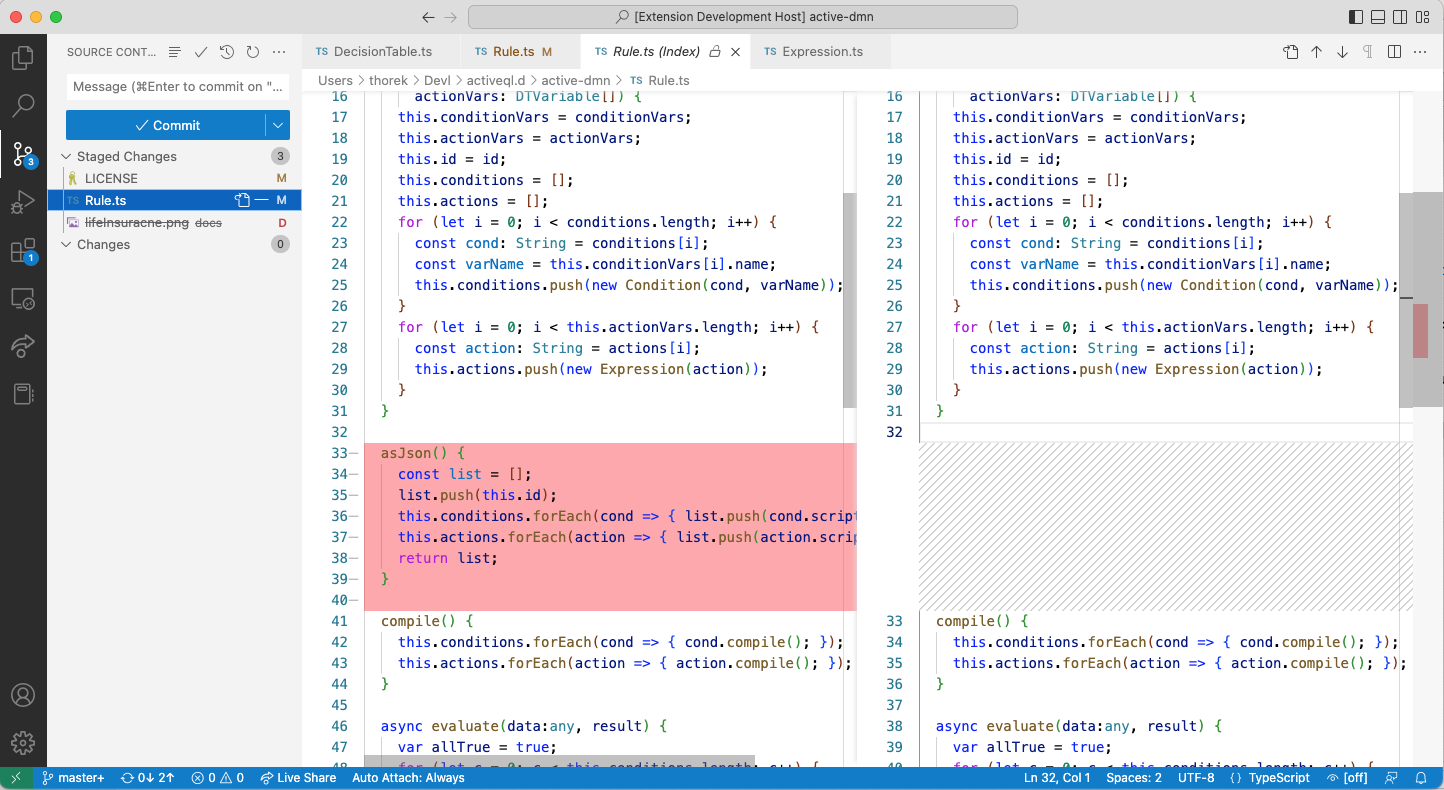 [Extension Development Host] active-dmn
SOURCE CONT...
TS DecisionTable.ts
TS Rule.ts M
TS Rule.ts (Index)
TS Expression.ts
Users > thorek > Devl > activeql.d > active-dmn > TS Rule.ts
Message (⌘Enter to commit on "...
Commit
Staged Changes 3
LICENSE M
TS Rule.ts M
lifeInsuracne.png docs D
Changes 0
3
1
16 actionVars: DTVariable[]) {
17 this.conditionVars = conditionVars;
18 this.actionVars = actionVars;
19 this.id = id;
20 this.conditions = [];
21 this.actions = [];
22 for (let i = 0; i < conditions.length; i++) {
23 const cond: String = conditions[i];
24 const varName = this.conditionVars[i].name;
25 this.conditions.push(new Condition(cond, varName));
26 }
27 for (let i = 0; i < this.actionVars.length; i++) {
28 const action: String = actions[i];
29 this.actions.push(new Expression(action));
30 }
31 }
32
33— asJson() {
34— const list = [];
35— list.push(this.id);
36— this.conditions.forEach(cond => { list.push(cond.script
37— this.actions.forEach(action => { list.push(action.scrip
38— return list;
39— }
40—
41 compile() {
42 this.conditions.forEach(cond => { cond.compile(); });
43 this.actions.forEach(action => { action.compile(); });
44 }
45
46 async evaluate(data:any, result) {
47 var allTrue = true;
48 for (let c = 0; c < this.conditions.length; c++) {
16 actionVars: DTVariable[]) {
17 this.conditionVars = conditionVars;
18 this.actionVars = actionVars;
19 this.id = id;
20 this.conditions = [];
21 this.actions = [];
22 for (let i = 0; i < conditions.length; i++) {
23 const cond: String = conditions[i];
24 const varName = this.conditionVars[i].name;
25 this.conditions.push(new Condition(cond, varName));
26 }
27 for (let i = 0; i < this.actionVars.length; i++) {
28 const action: String = actions[i];
29 this.actions.push(new Expression(action));
30 }
31 }
32
33 compile() {
34 this.conditions.forEach(cond => { cond.compile(); });
35 this.actions.forEach(action => { action.compile(); });
36 }
37
38 async evaluate(data:any, result) {
39 var allTrue = true;
40 for (let c = 0; c < this.conditions.length; c++) {
master+ 0↓ 2↑ 0 0 Live Share Auto Attach: Always
Ln 32, Col 1 Spaces: 2 UTF-8 {} TypeScript [off]